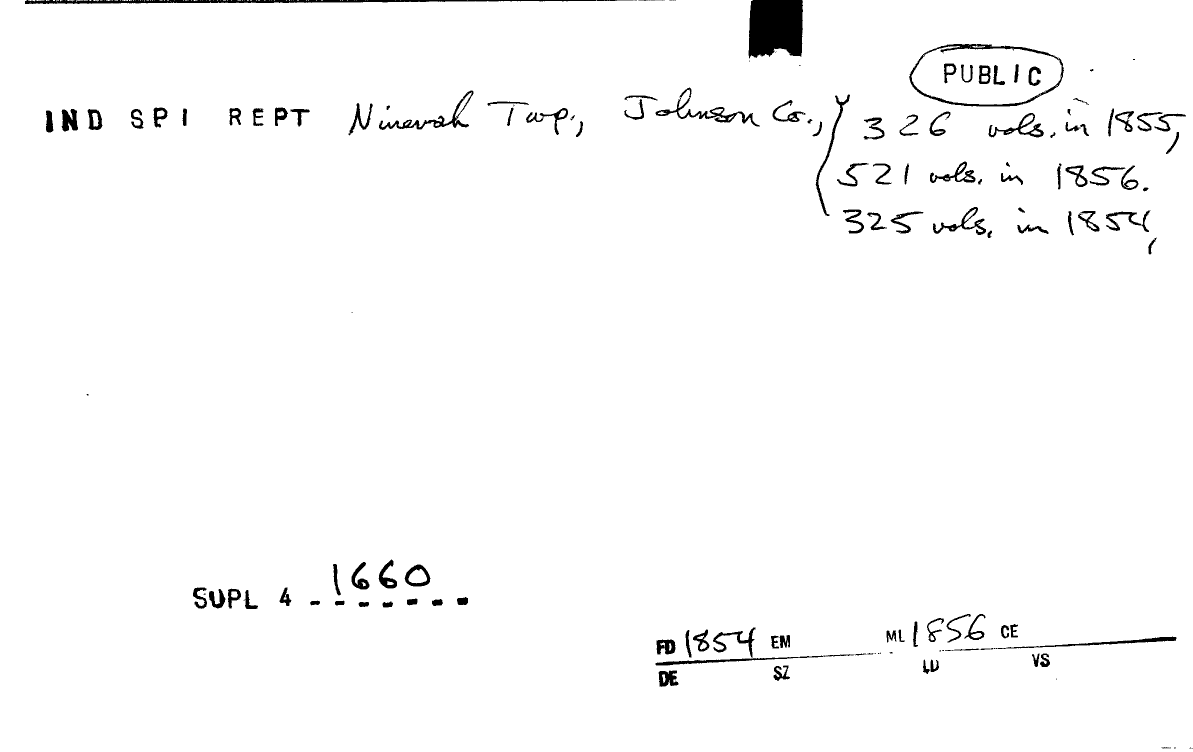 PUBLIC
IND SPI REPT Ninevah Twp., Johnson Co., 326 vols. in 1855,
521 vols. in 1856.
325 vols. in 1854,
SUPL 4 1660
FD 1854 EM ML 1856 CE
DE SZ LD VS